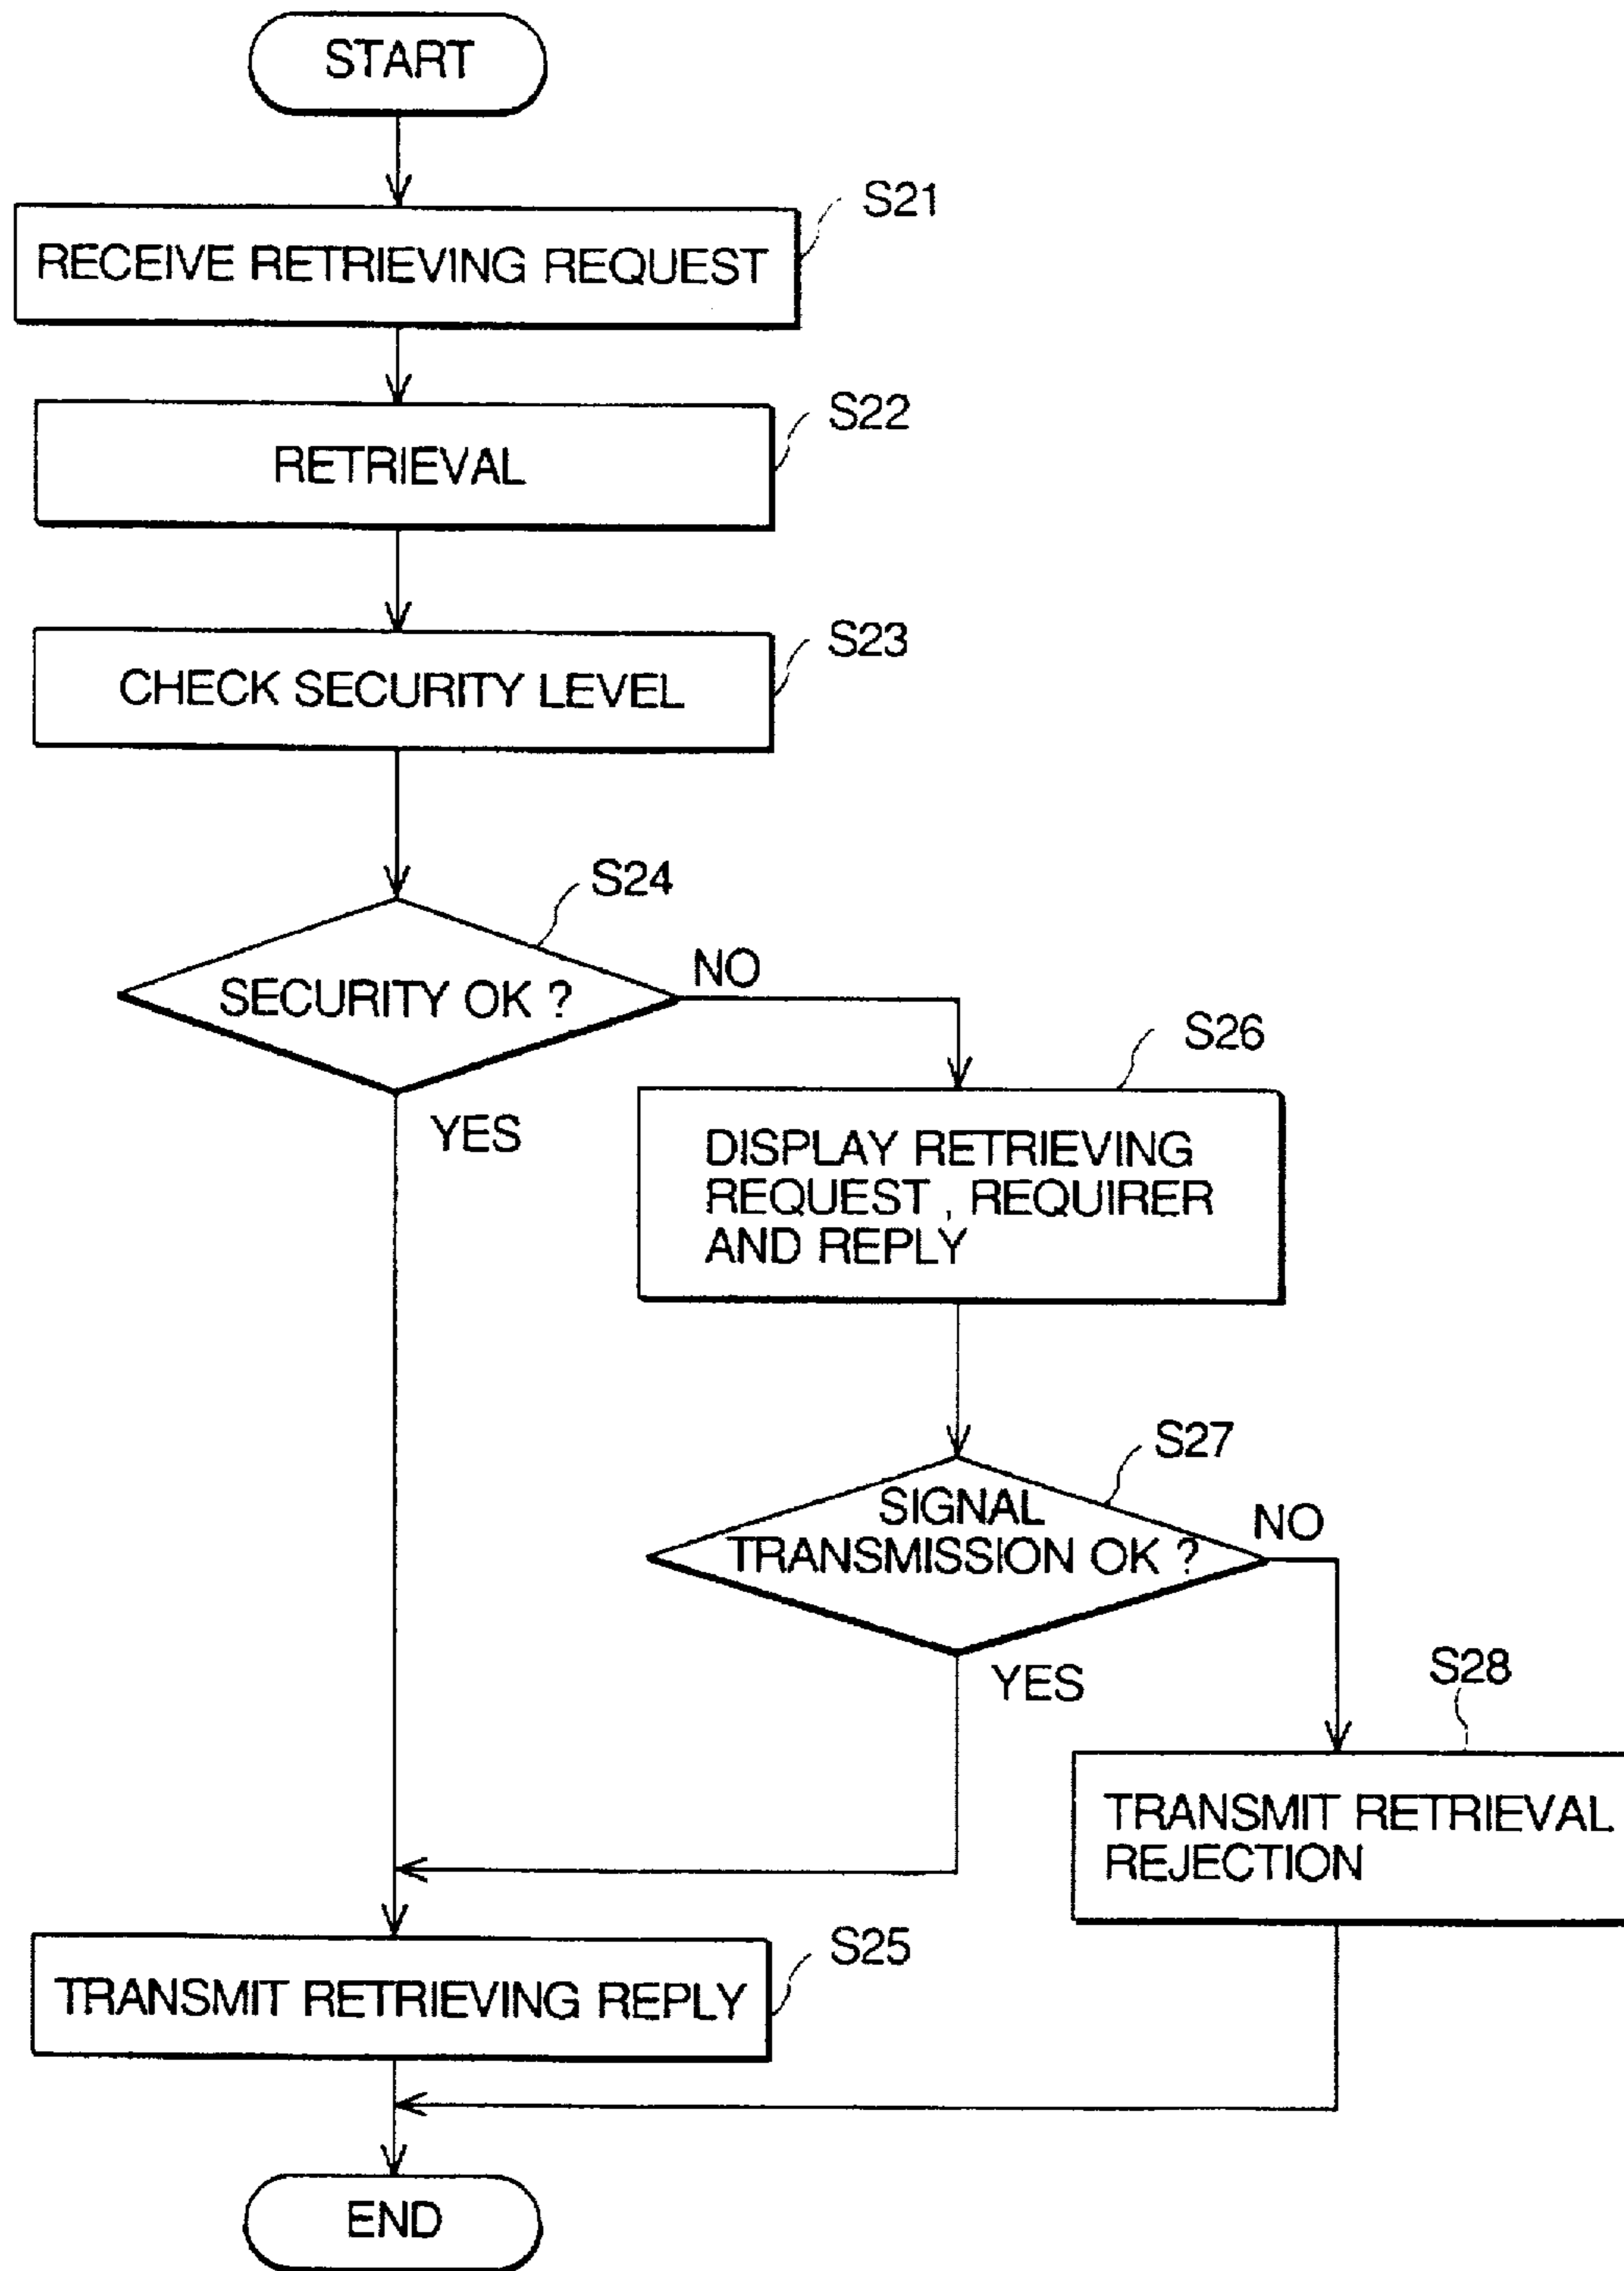 START
S21
RECEIVE RETRIEVING REQUEST
S22
RETRIEVAL
S23
CHECK SECURITY LEVEL
S24
SECURITY OK ?
NO
YES
S26
DISPLAY RETRIEVING
REQUEST , REQUIRER
AND REPLY
S27
SIGNAL
TRANSMISSION OK ?
NO
YES
S28
TRANSMIT RETRIEVAL
REJECTION
S25
TRANSMIT RETRIEVING REPLY
END